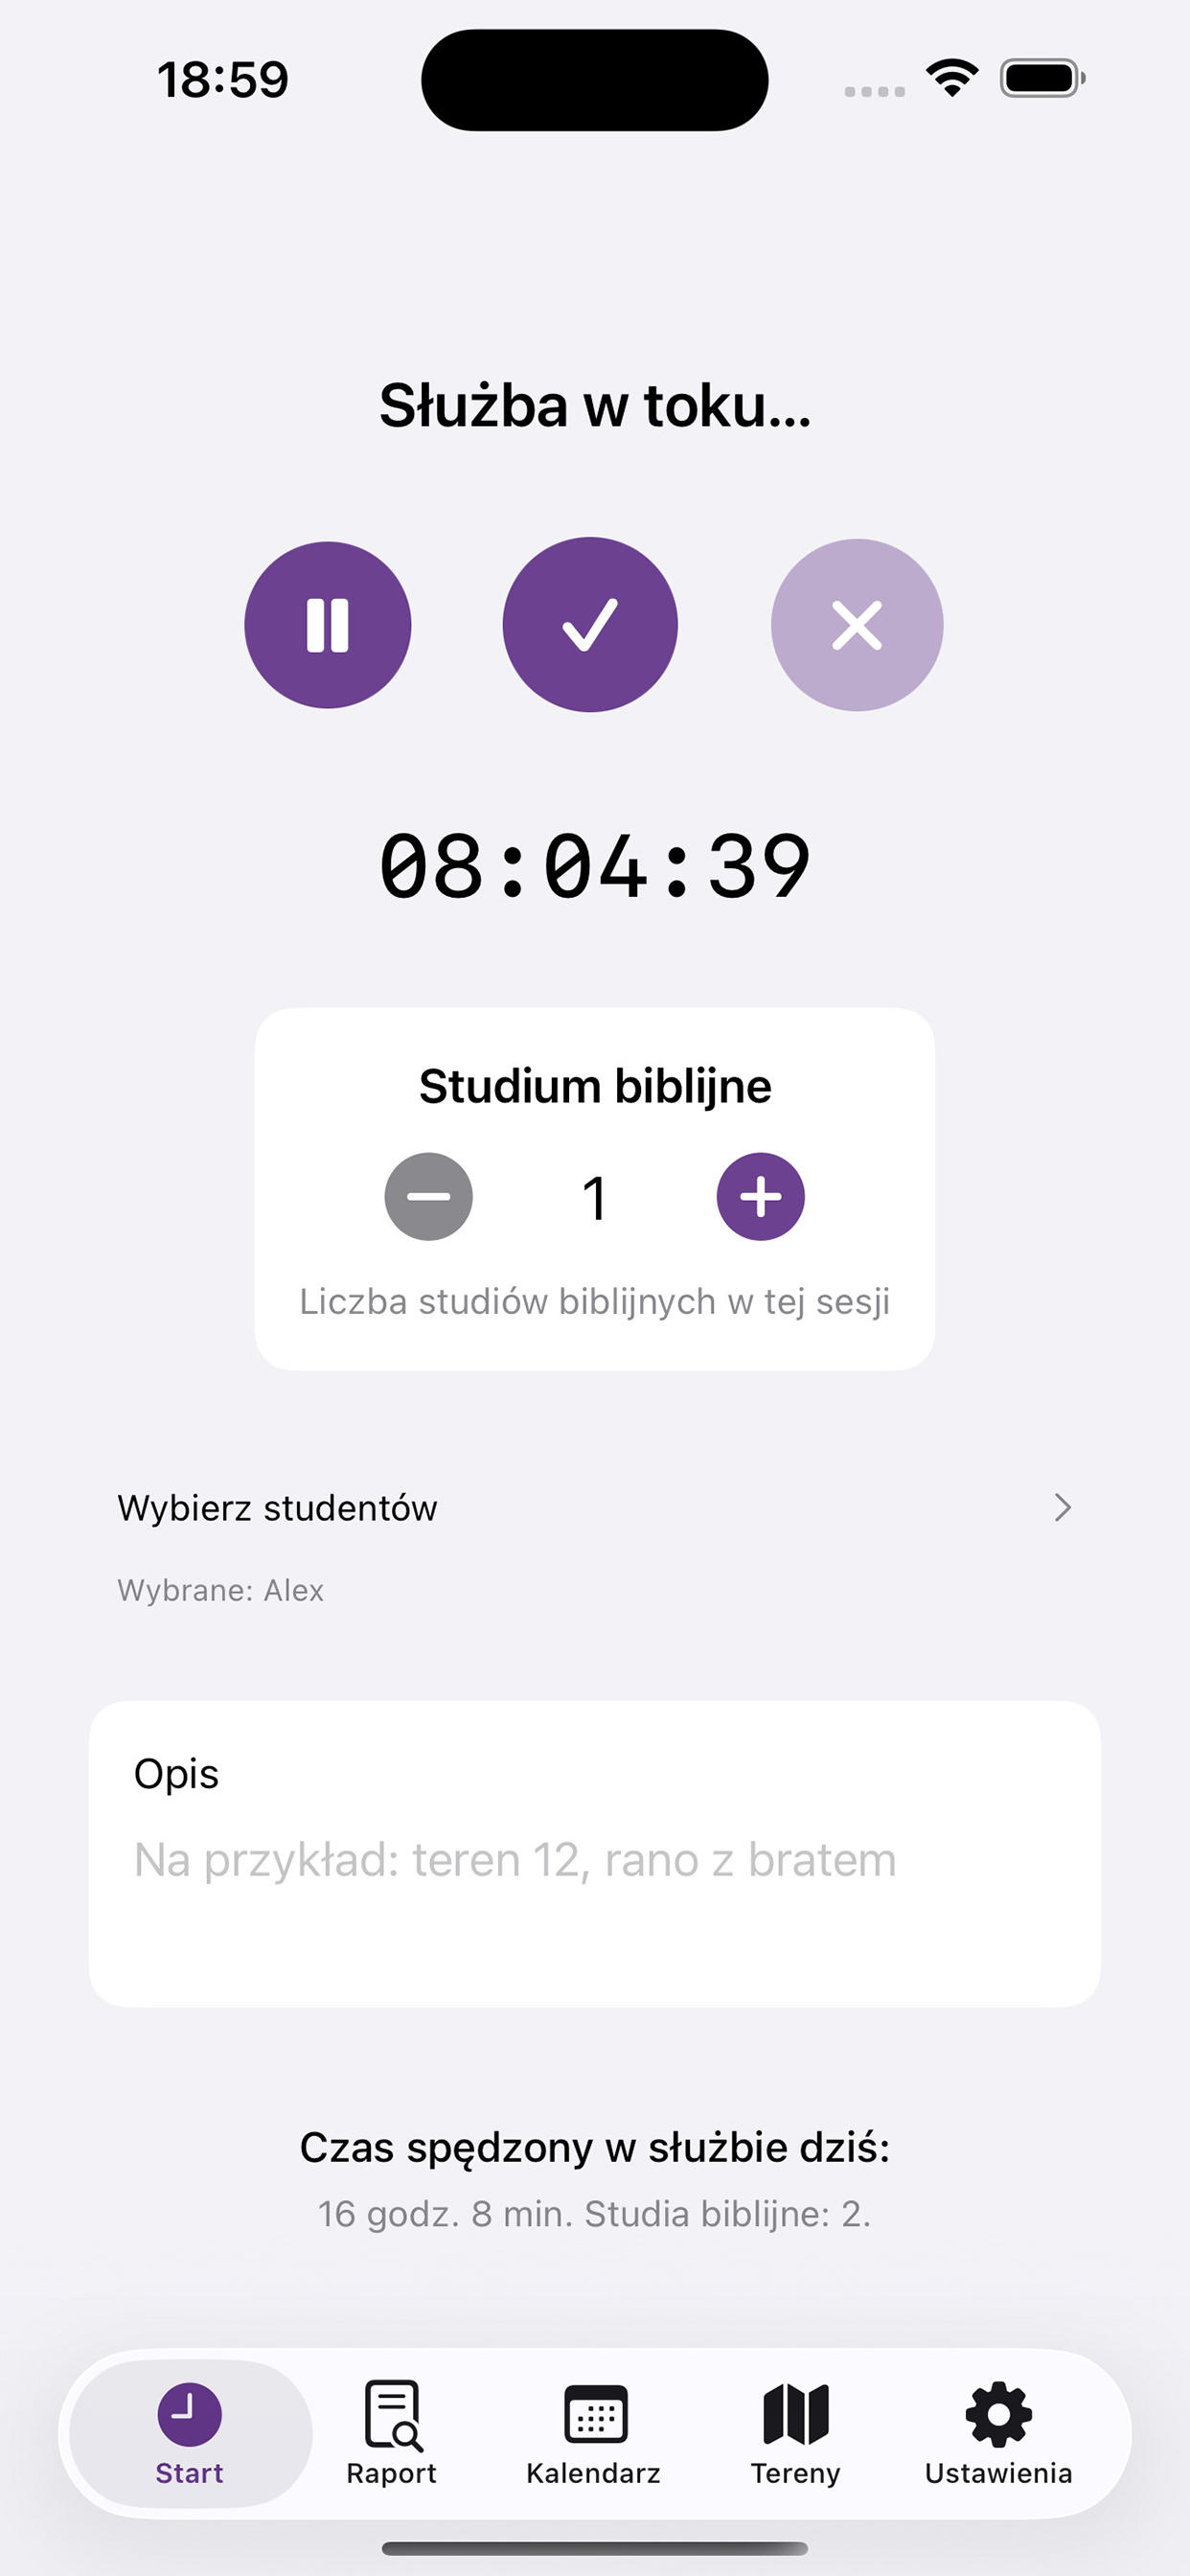 18:59
Służba w toku...
08:04:39
Studium biblijne
1
Liczba studiów biblijnych w tej sesji
Wybierz studentów
Wybrane: Alex
Opis
Na przykład: teren 12, rano z bratem
Czas spędzony w służbie dziś:
16 godz. 8 min. Studia biblijne: 2.
Start
Raport
Kalendarz
Tereny
Ustawienia